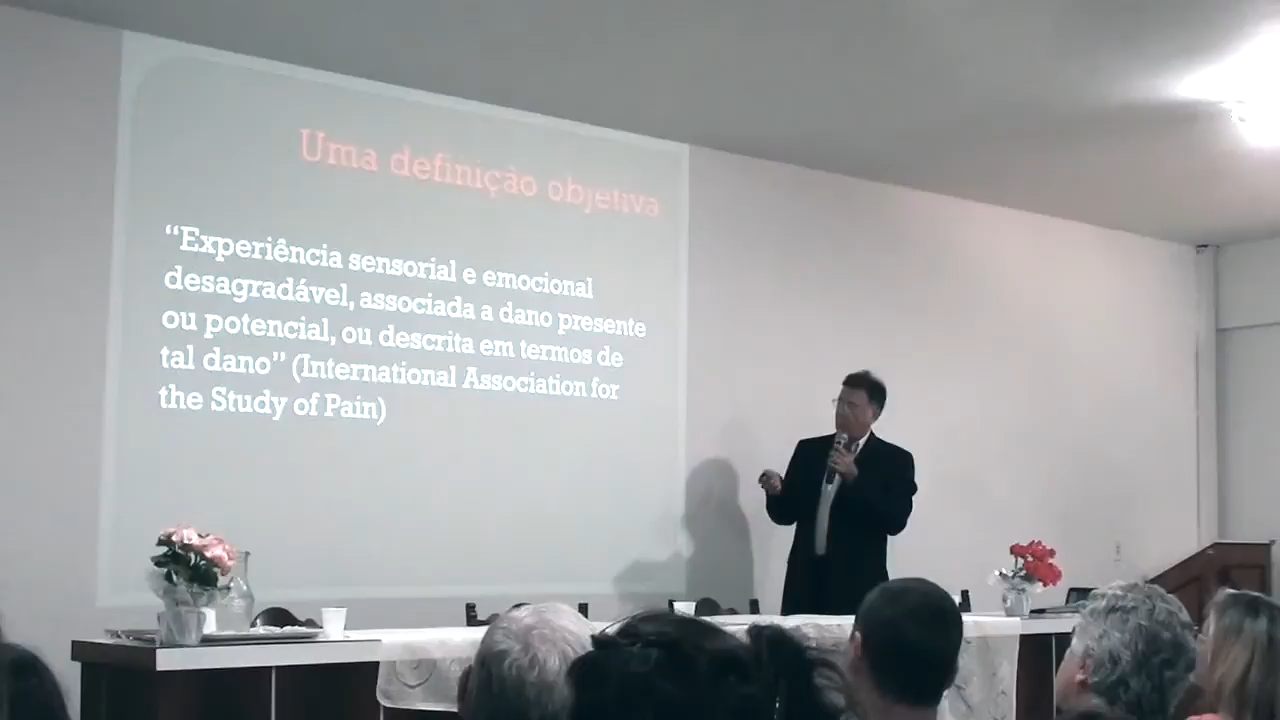 Uma definição objetiva
“Experiência sensorial e emocional
desagradável, associada a dano presente
ou potencial, ou descrita em termos de
tal dano” (International Association for
the Study of Pain)